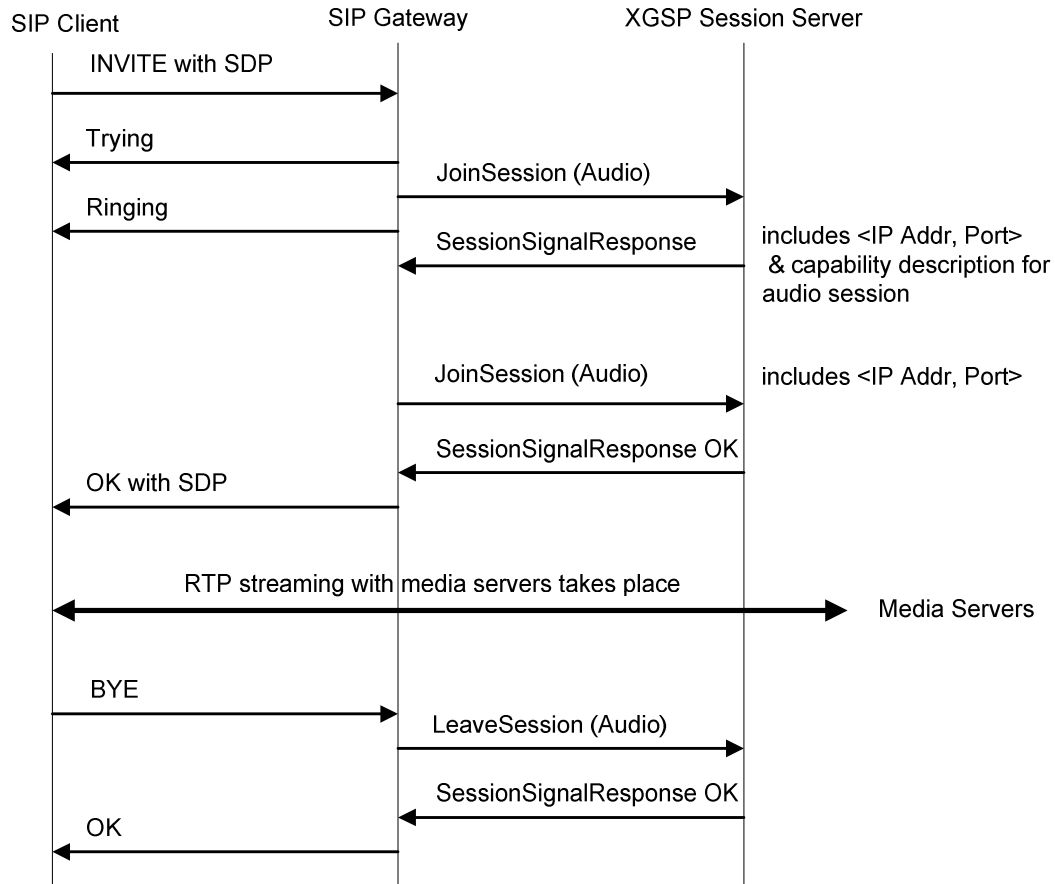 SIP Client
SIP Gateway
XGSP Session Server
INVITE with SDP
Trying
JoinSession (Audio)
Ringing
SessionSignalResponse
includes <IP Addr, Port>
& capability description for
audio session
JoinSession (Audio)
includes <IP Addr, Port>
SessionSignalResponse OK
OK with SDP
RTP streaming with media servers takes place
Media Servers
BYE
LeaveSession (Audio)
SessionSignalResponse OK
OK